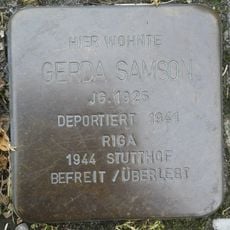 HIER WOHNTE
GERDA SAMSON
JG. 1925
DEPORTIERT 1941
RIGA
1944 STUTTHOF
BEFREIT / ÜBERLEBT